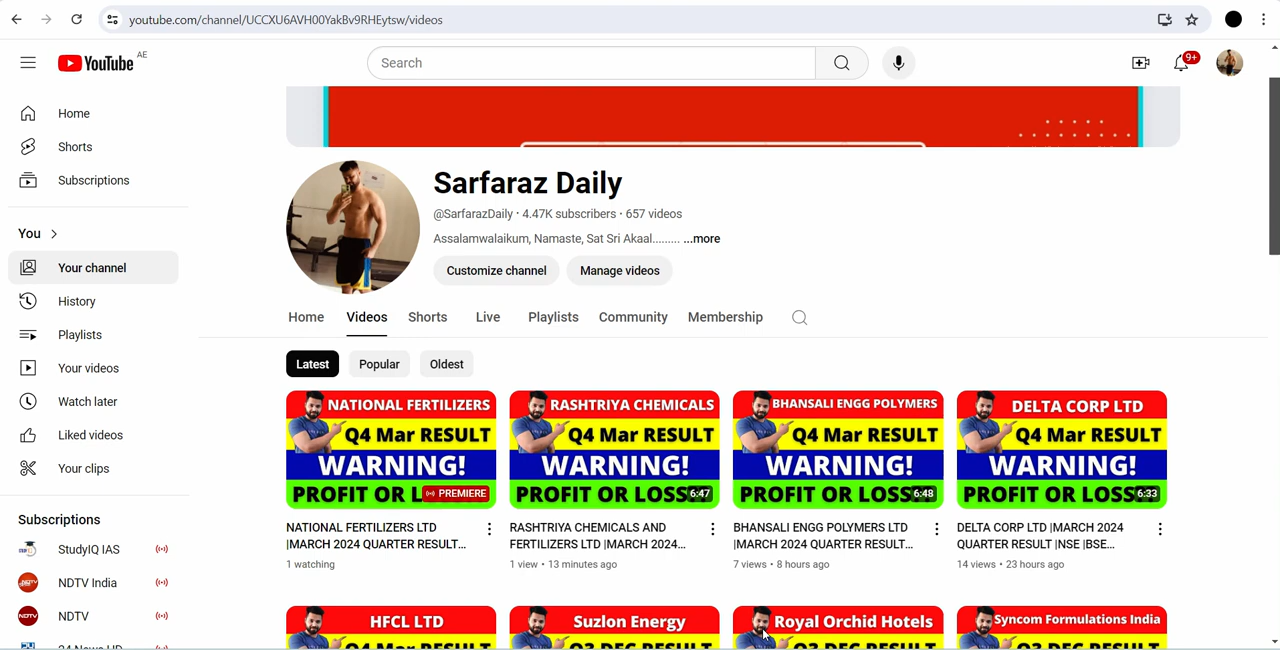 youtube.com/channel/UCCXU6AVH00YakBv9RHEytsw/videos
YouTube AE
Search
9+
Home
Shorts
Subscriptions
You
Your channel
History
Playlists
Your videos
Watch later
Liked videos
Your clips
Subscriptions
StudyIQ IAS
NDTV India
NDTV
Sarfaraz Daily
@SarfarazDaily · 4.47K subscribers · 657 videos
Assalamwalaikum, Namaste, Sat Sri Akaal......... ...more
Customize channel
Manage videos
Home
Videos
Shorts
Live
Playlists
Community
Membership
Latest
Popular
Oldest
NATIONAL FERTILIZERS
Q4 Mar RESULT
WARNING!
PROFIT OR L
PREMIERE
NATIONAL FERTILIZERS LTD
|MARCH 2024 QUARTER RESULT...
1 watching
RASHTRIYA CHEMICALS
Q4 Mar RESULT
WARNING!
PROFIT OR LOSS
6:47
RASHTRIYA CHEMICALS AND
FERTILIZERS LTD |MARCH 2024...
1 view • 13 minutes ago
BHANSALI ENGG POLYMERS
Q4 Mar RESULT
WARNING!
PROFIT OR LOSS
6:48
BHANSALI ENGG POLYMERS LTD
|MARCH 2024 QUARTER RESULT...
7 views • 8 hours ago
DELTA CORP LTD
Q4 Mar RESULT
WARNING!
PROFIT OR LOSS
6:33
DELTA CORP LTD |MARCH 2024
QUARTER RESULT |NSE |BSE...
14 views • 23 hours ago
HFCL LTD
Suzlon Energy
Royal Orchid Hotels
Syncom Formulations India